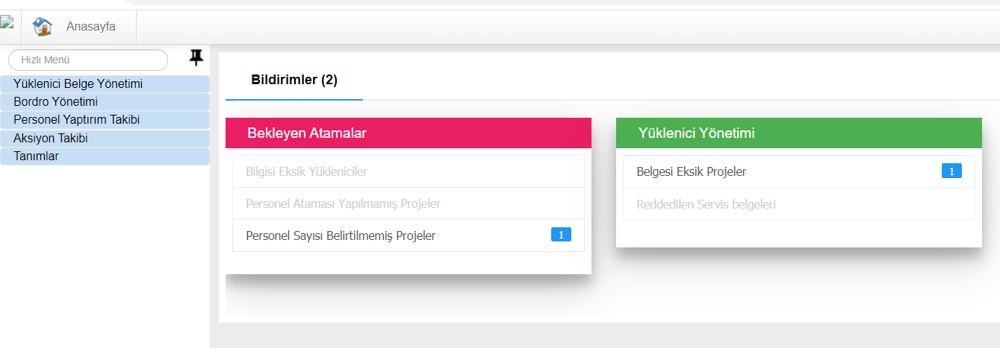 Anasayfa
Hızlı Menü
Yüklenici Belge Yönetimi
Bordro Yönetimi
Personel Yaptırım Takibi
Aksiyon Takibi
Tanımlar
Bildirimler (2)
Bekleyen Atamalar
Bilgisi Eksik Yükleniciler
Personel Ataması Yapılmamış Projeler
Personel Sayısı Belirtilmemiş Projeler 1
Yüklenici Yönetimi
Belgesi Eksik Projeler 1
Reddedilen Servis belgeleri